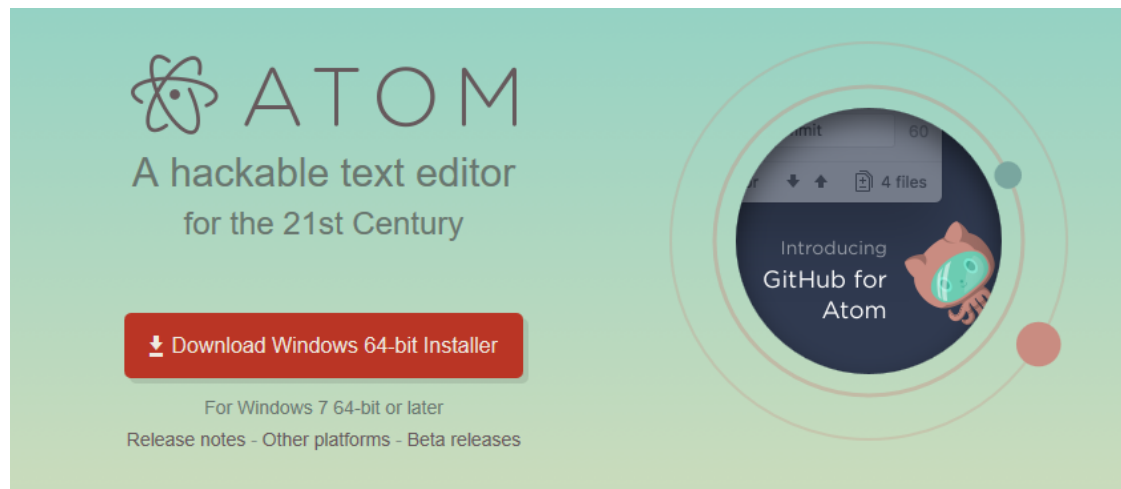 ATOM
A hackable text editor
for the 21st Century
Download Windows 64-bit Installer
For Windows 7 64-bit or later
Release notes - Other platforms - Beta releases
60
4 files
Introducing
GitHub for
Atom